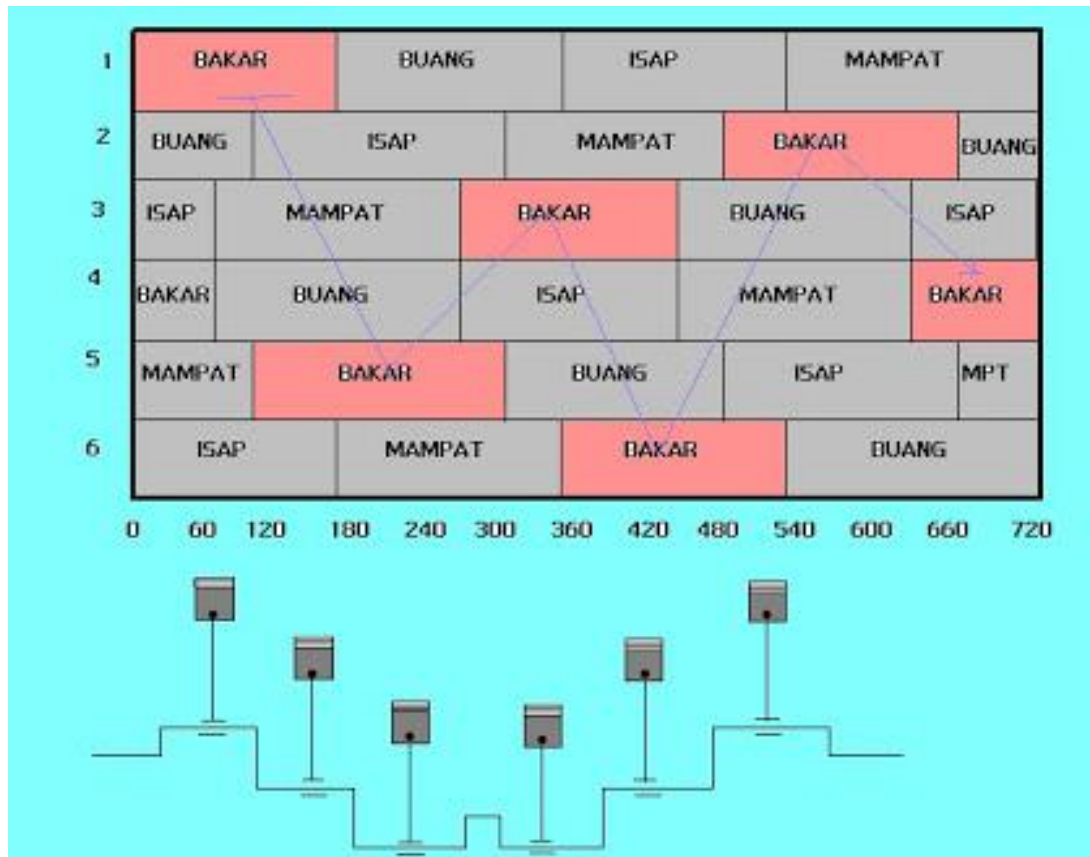 1 BAKAR BUANG ISAP MAMPAT
2 BUANG ISAP MAMPAT BAKAR BUANG
3 ISAP MAMPAT BAKAR BUANG ISAP
4 BAKAR BUANG ISAP MAMPAT BAKAR
5 MAMPAT BAKAR BUANG ISAP MPT
6 ISAP MAMPAT BAKAR BUANG
0 60 120 180 240 300 360 420 480 540 600 660 720